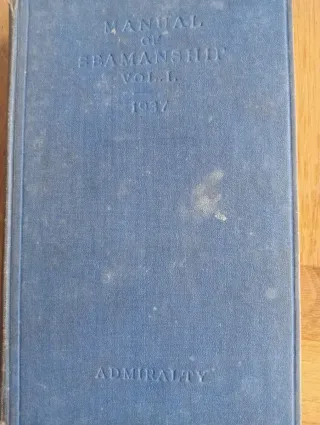 MANUAL
OF
SEAMANSHIP
VOL. I.
1937
ADMIRALTY